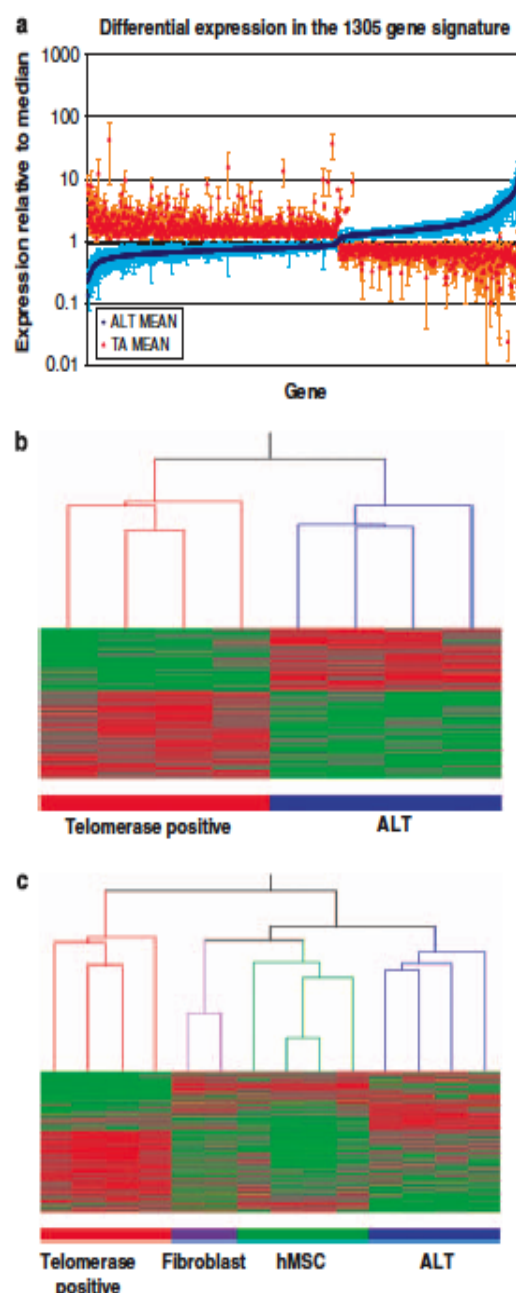 a Differential expression in the 1305 gene signature
Expression relative to median
1000
100
10
1
0.1
0.01
ALT MEAN
TA MEAN
Gene
b
Telomerase positive ALT
c
Telomerase positive Fibroblast hMSC ALT